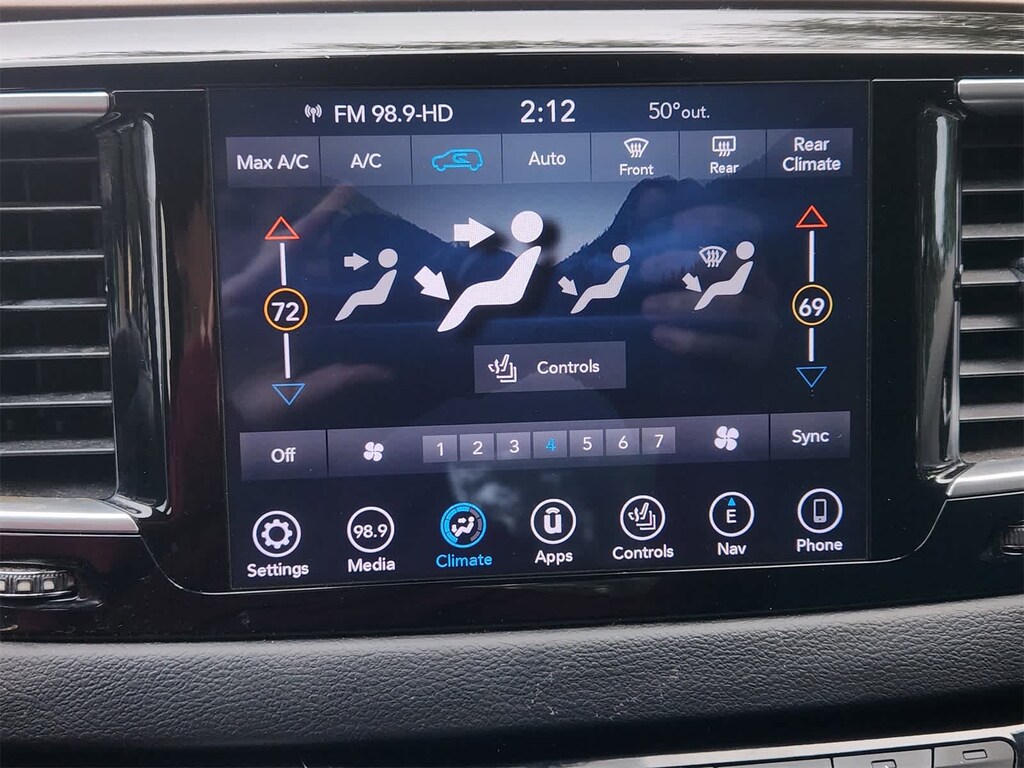 FM 98.9-HD 2:12 50° out.
Max A/C A/C Auto Front Rear Rear Climate
72 69
Controls
Off 1 2 3 4 5 6 7 Sync
98.9 E
Settings Media Climate Apps Controls Nav Phone